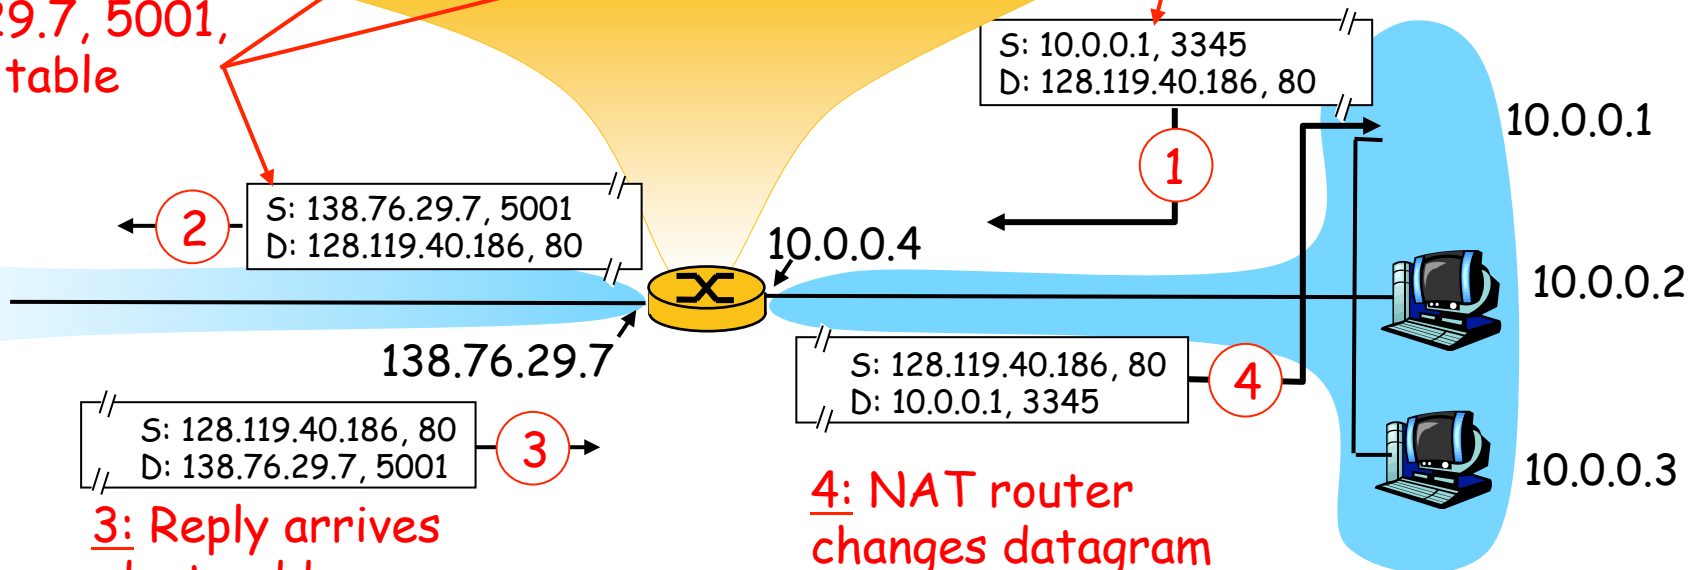 29.7, 5001,
table
S: 10.0.0.1, 3345
D: 128.119.40.186, 80
10.0.0.1
1
2
S: 138.76.29.7, 5001
D: 128.119.40.186, 80
10.0.0.4
10.0.0.2
138.76.29.7
S: 128.119.40.186, 80
D: 10.0.0.1, 3345
4
S: 128.119.40.186, 80
D: 138.76.29.7, 5001
3
10.0.0.3
3: Reply arrives
4: NAT router
changes datagram